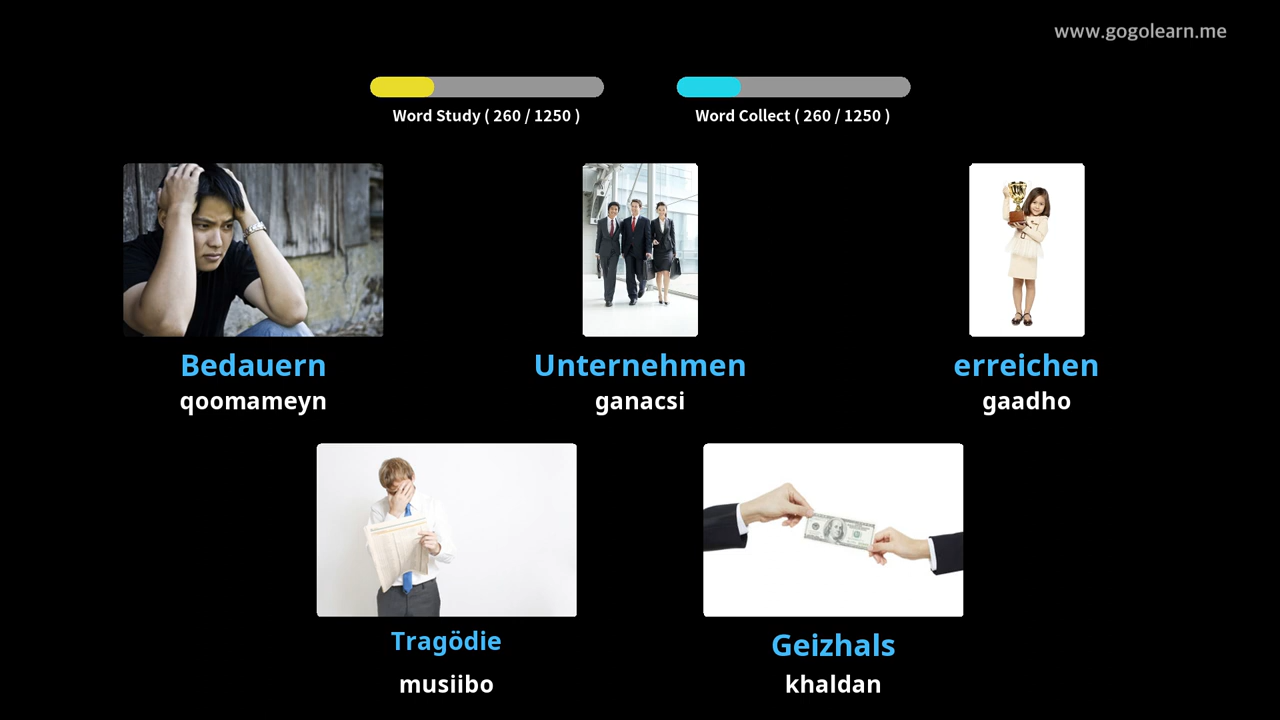 www.gogolearn.me
Word Study ( 260 / 1250 )
Word Collect ( 260 / 1250 )
Bedauern
qoomameyn
Unternehmen
ganacsi
erreichen
gaadho
Tragödie
musiibo
Geizhals
khaldan